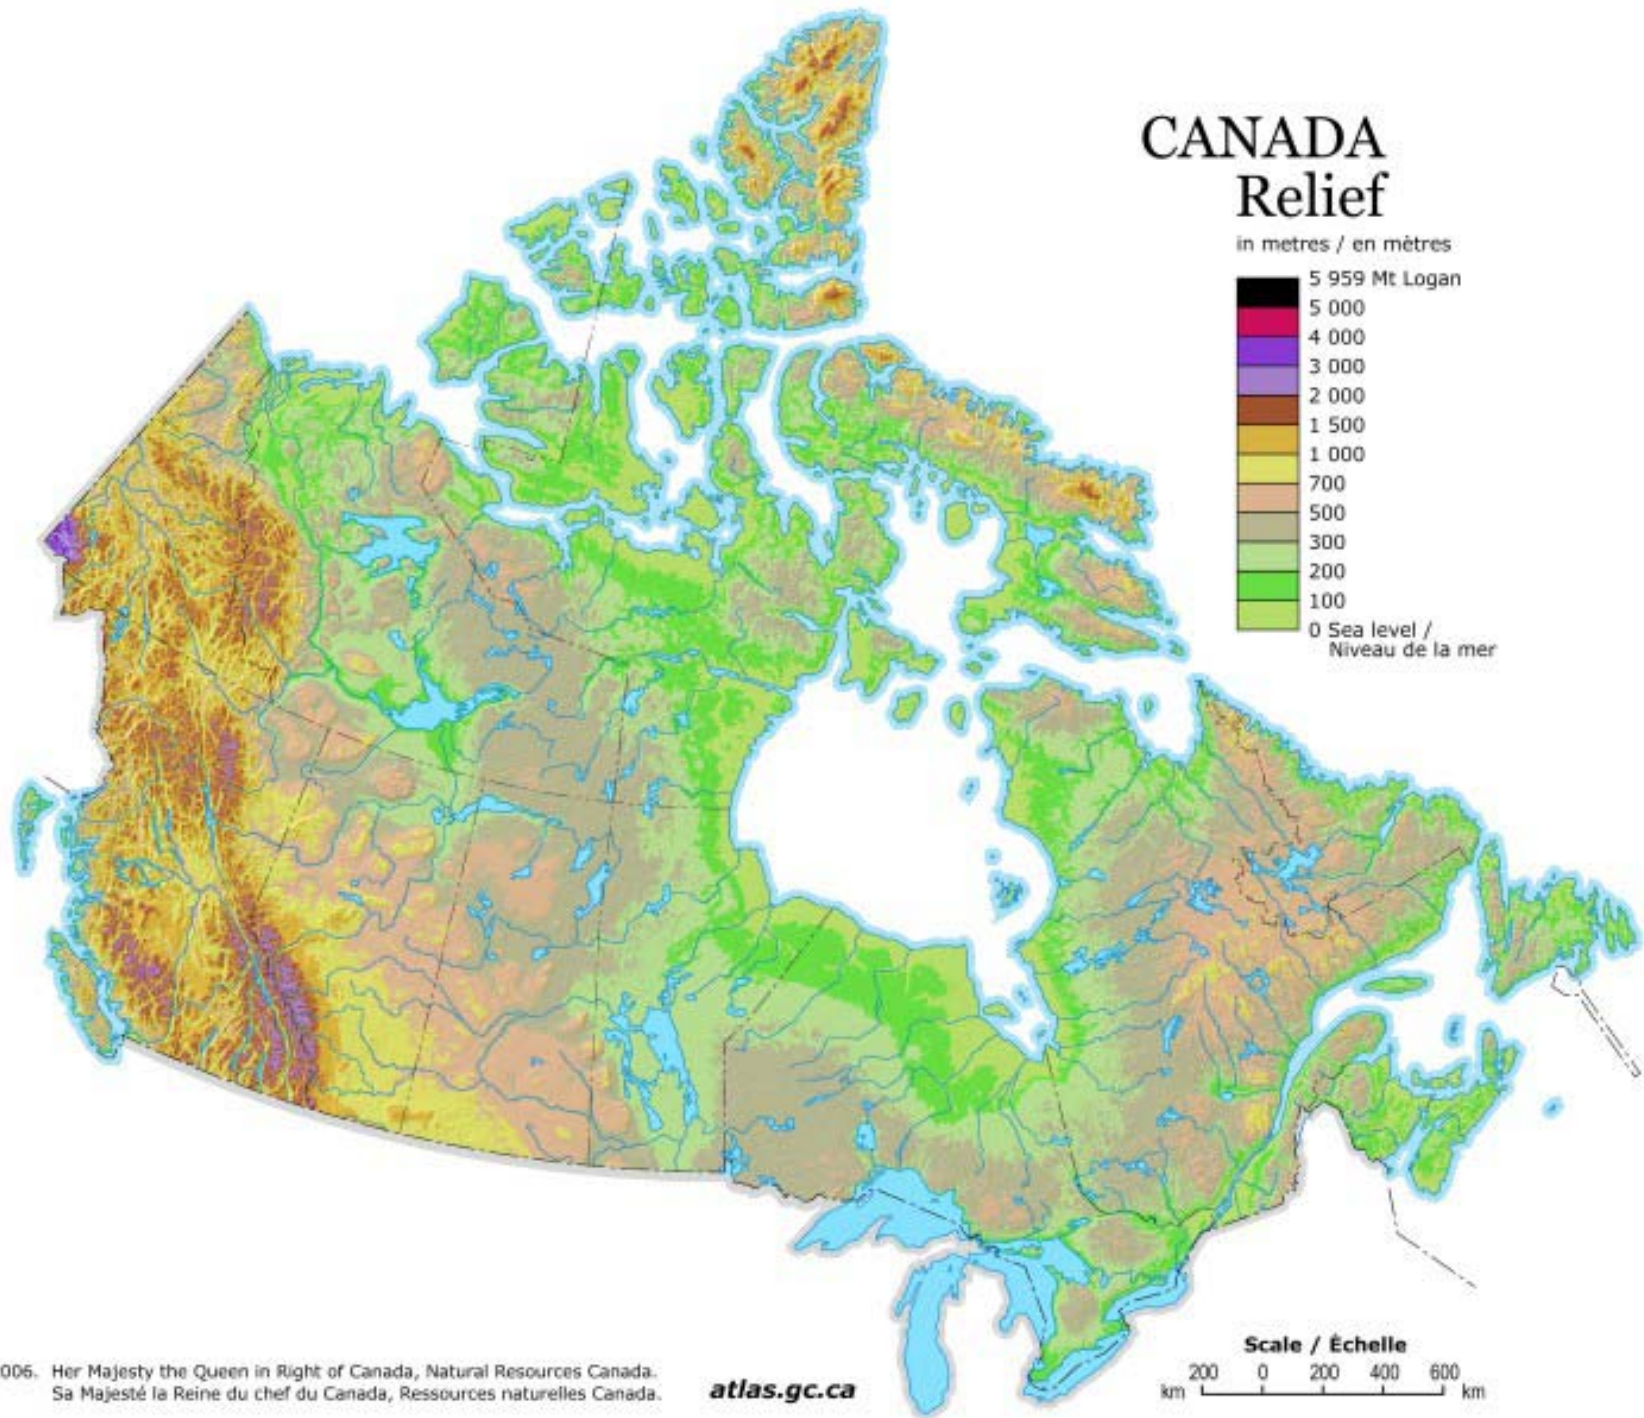 CANADA
Relief
in metres / en mètres
5 959 Mt Logan
5 000
4 000
3 000
2 000
1 500
1 000
700
500
300
200
100
0 Sea level /
Niveau de la mer
Scale / Échelle
200 0 200 400 600
km km
006. Her Majesty the Queen in Right of Canada, Natural Resources Canada.
Sa Majesté la Reine du chef du Canada, Ressources naturelles Canada.
atlas.gc.ca